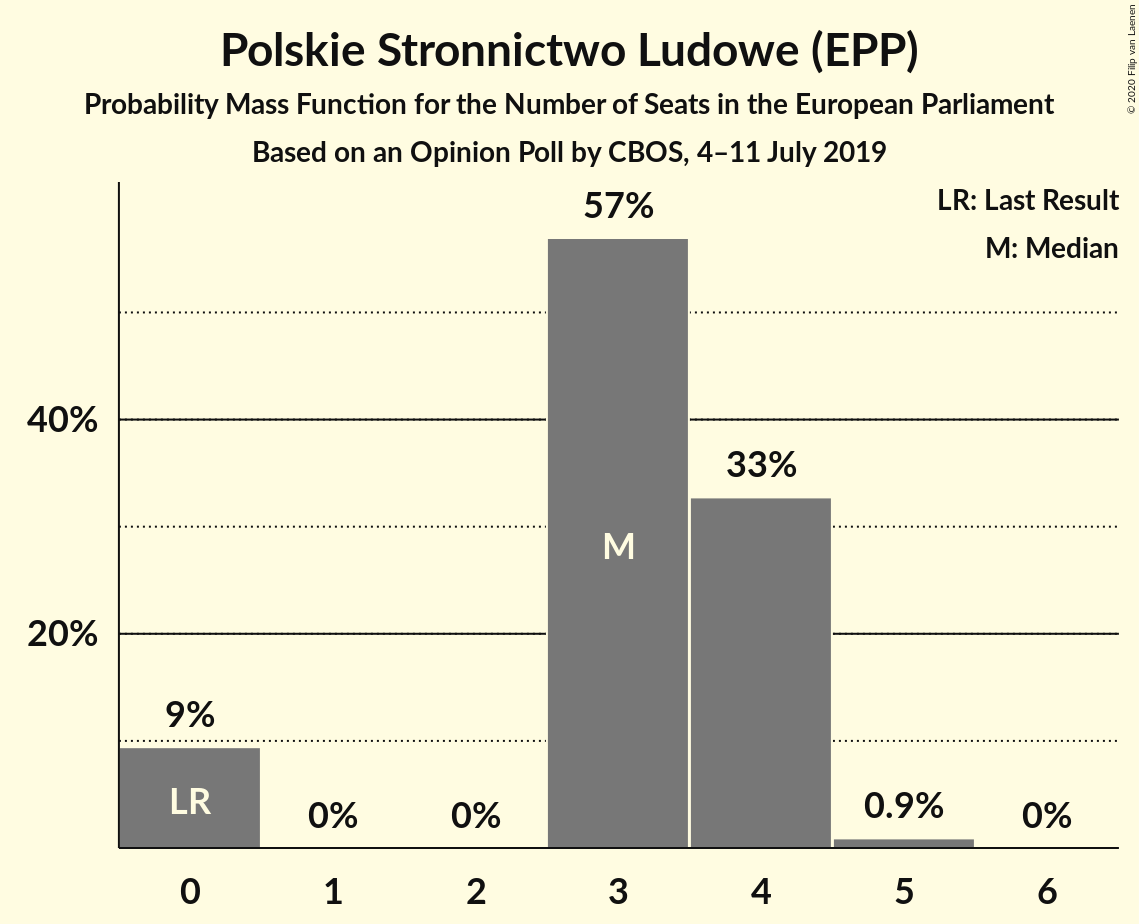 Polskie Stronnictwo Ludowe (EPP)
Probability Mass Function for the Number of Seats in the European Parliament
Based on an Opinion Poll by CBOS, 4–11 July 2019
© 2020 Filip van Laenen
LR: Last Result
M: Median
57%
40%
33%
M
20%
9%
LR
0%
0%
0.9%
0%
0 1 2 3 4 5 6